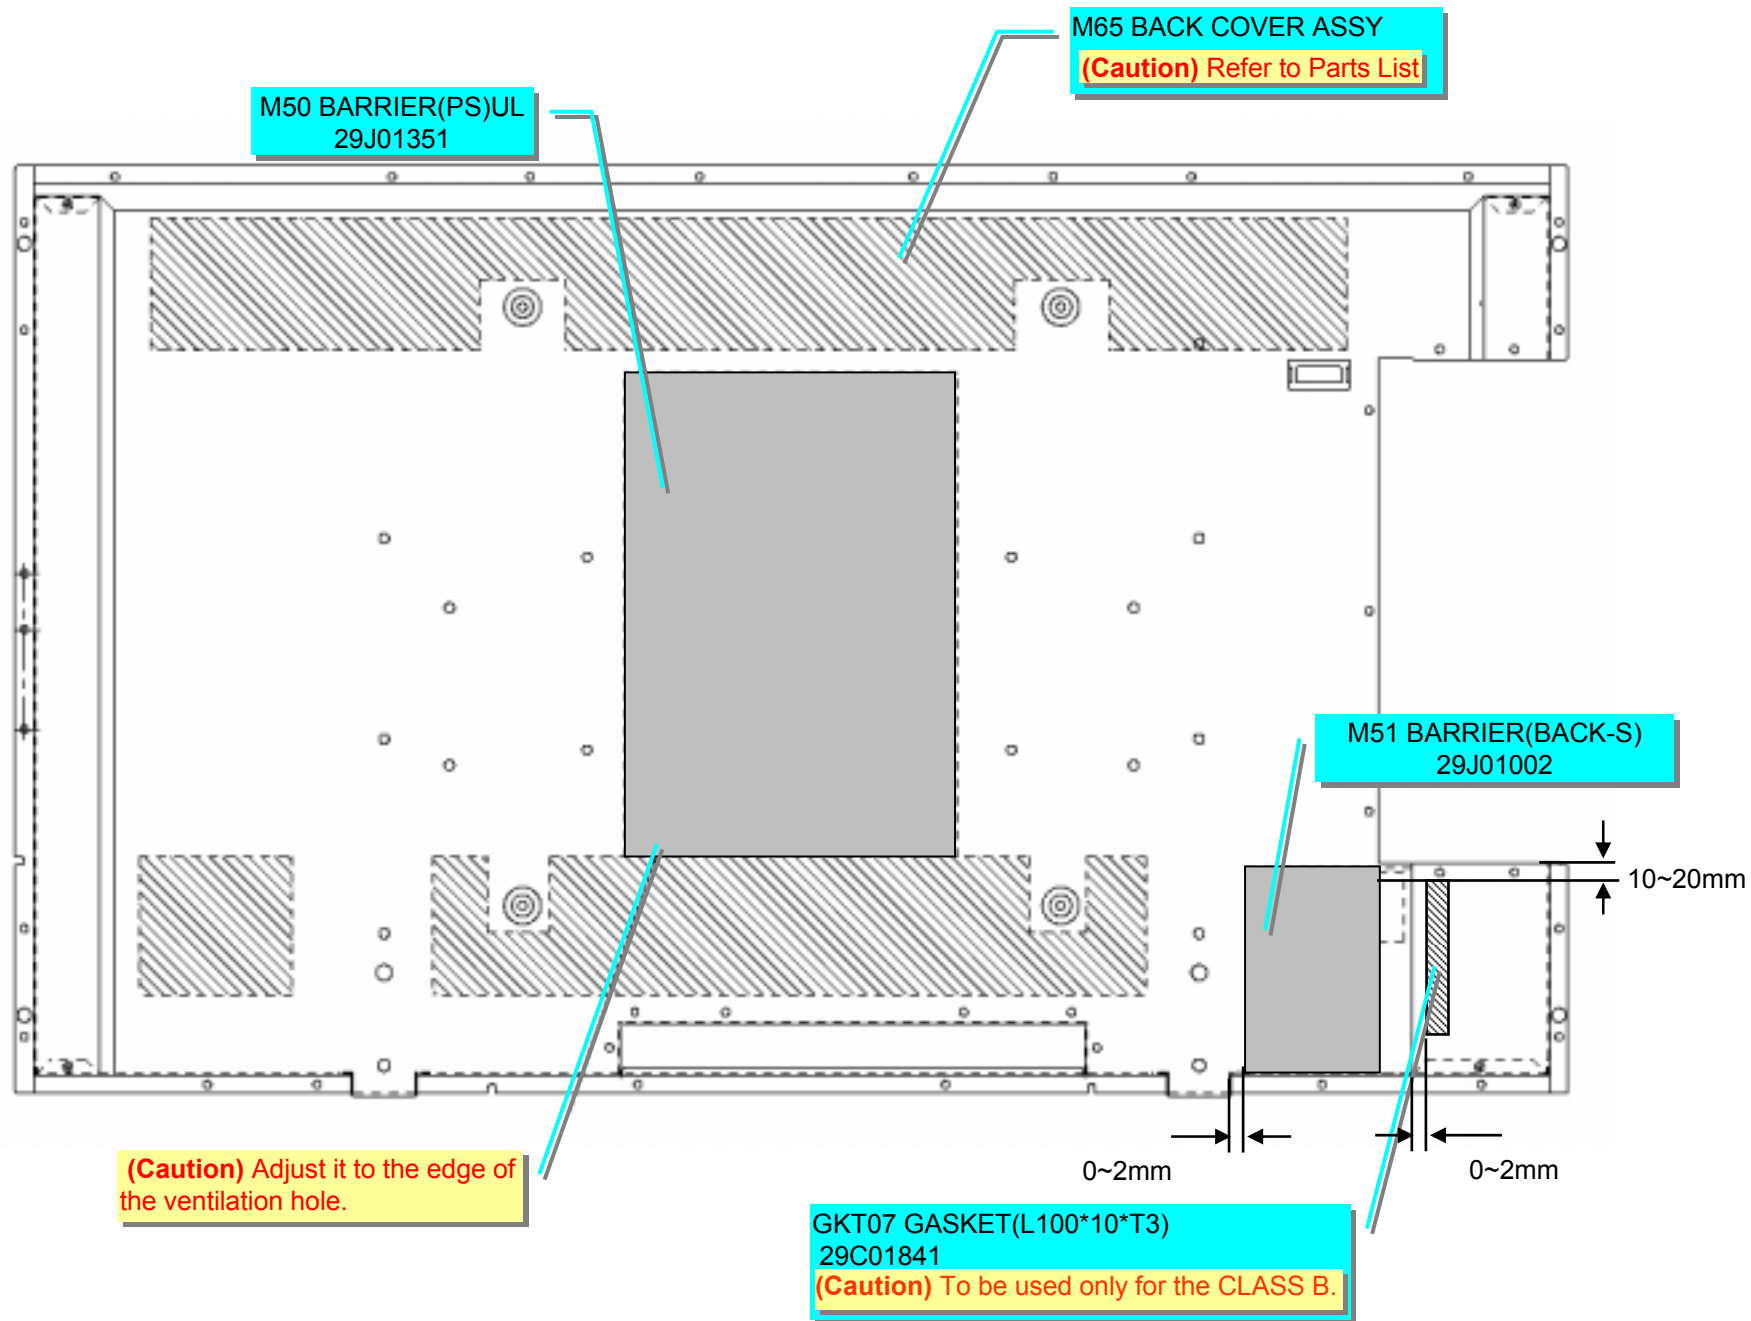 M65 BACK COVER ASSY
(Caution) Refer to Parts List
M50 BARRIER(PS)UL
29J01351
M51 BARRIER(BACK-S)
29J01002
10~20mm
0~2mm
0~2mm
(Caution) Adjust it to the edge of
the ventilation hole.
GKT07 GASKET(L100*10*T3)
29C01841
(Caution) To be used only for the CLASS B.